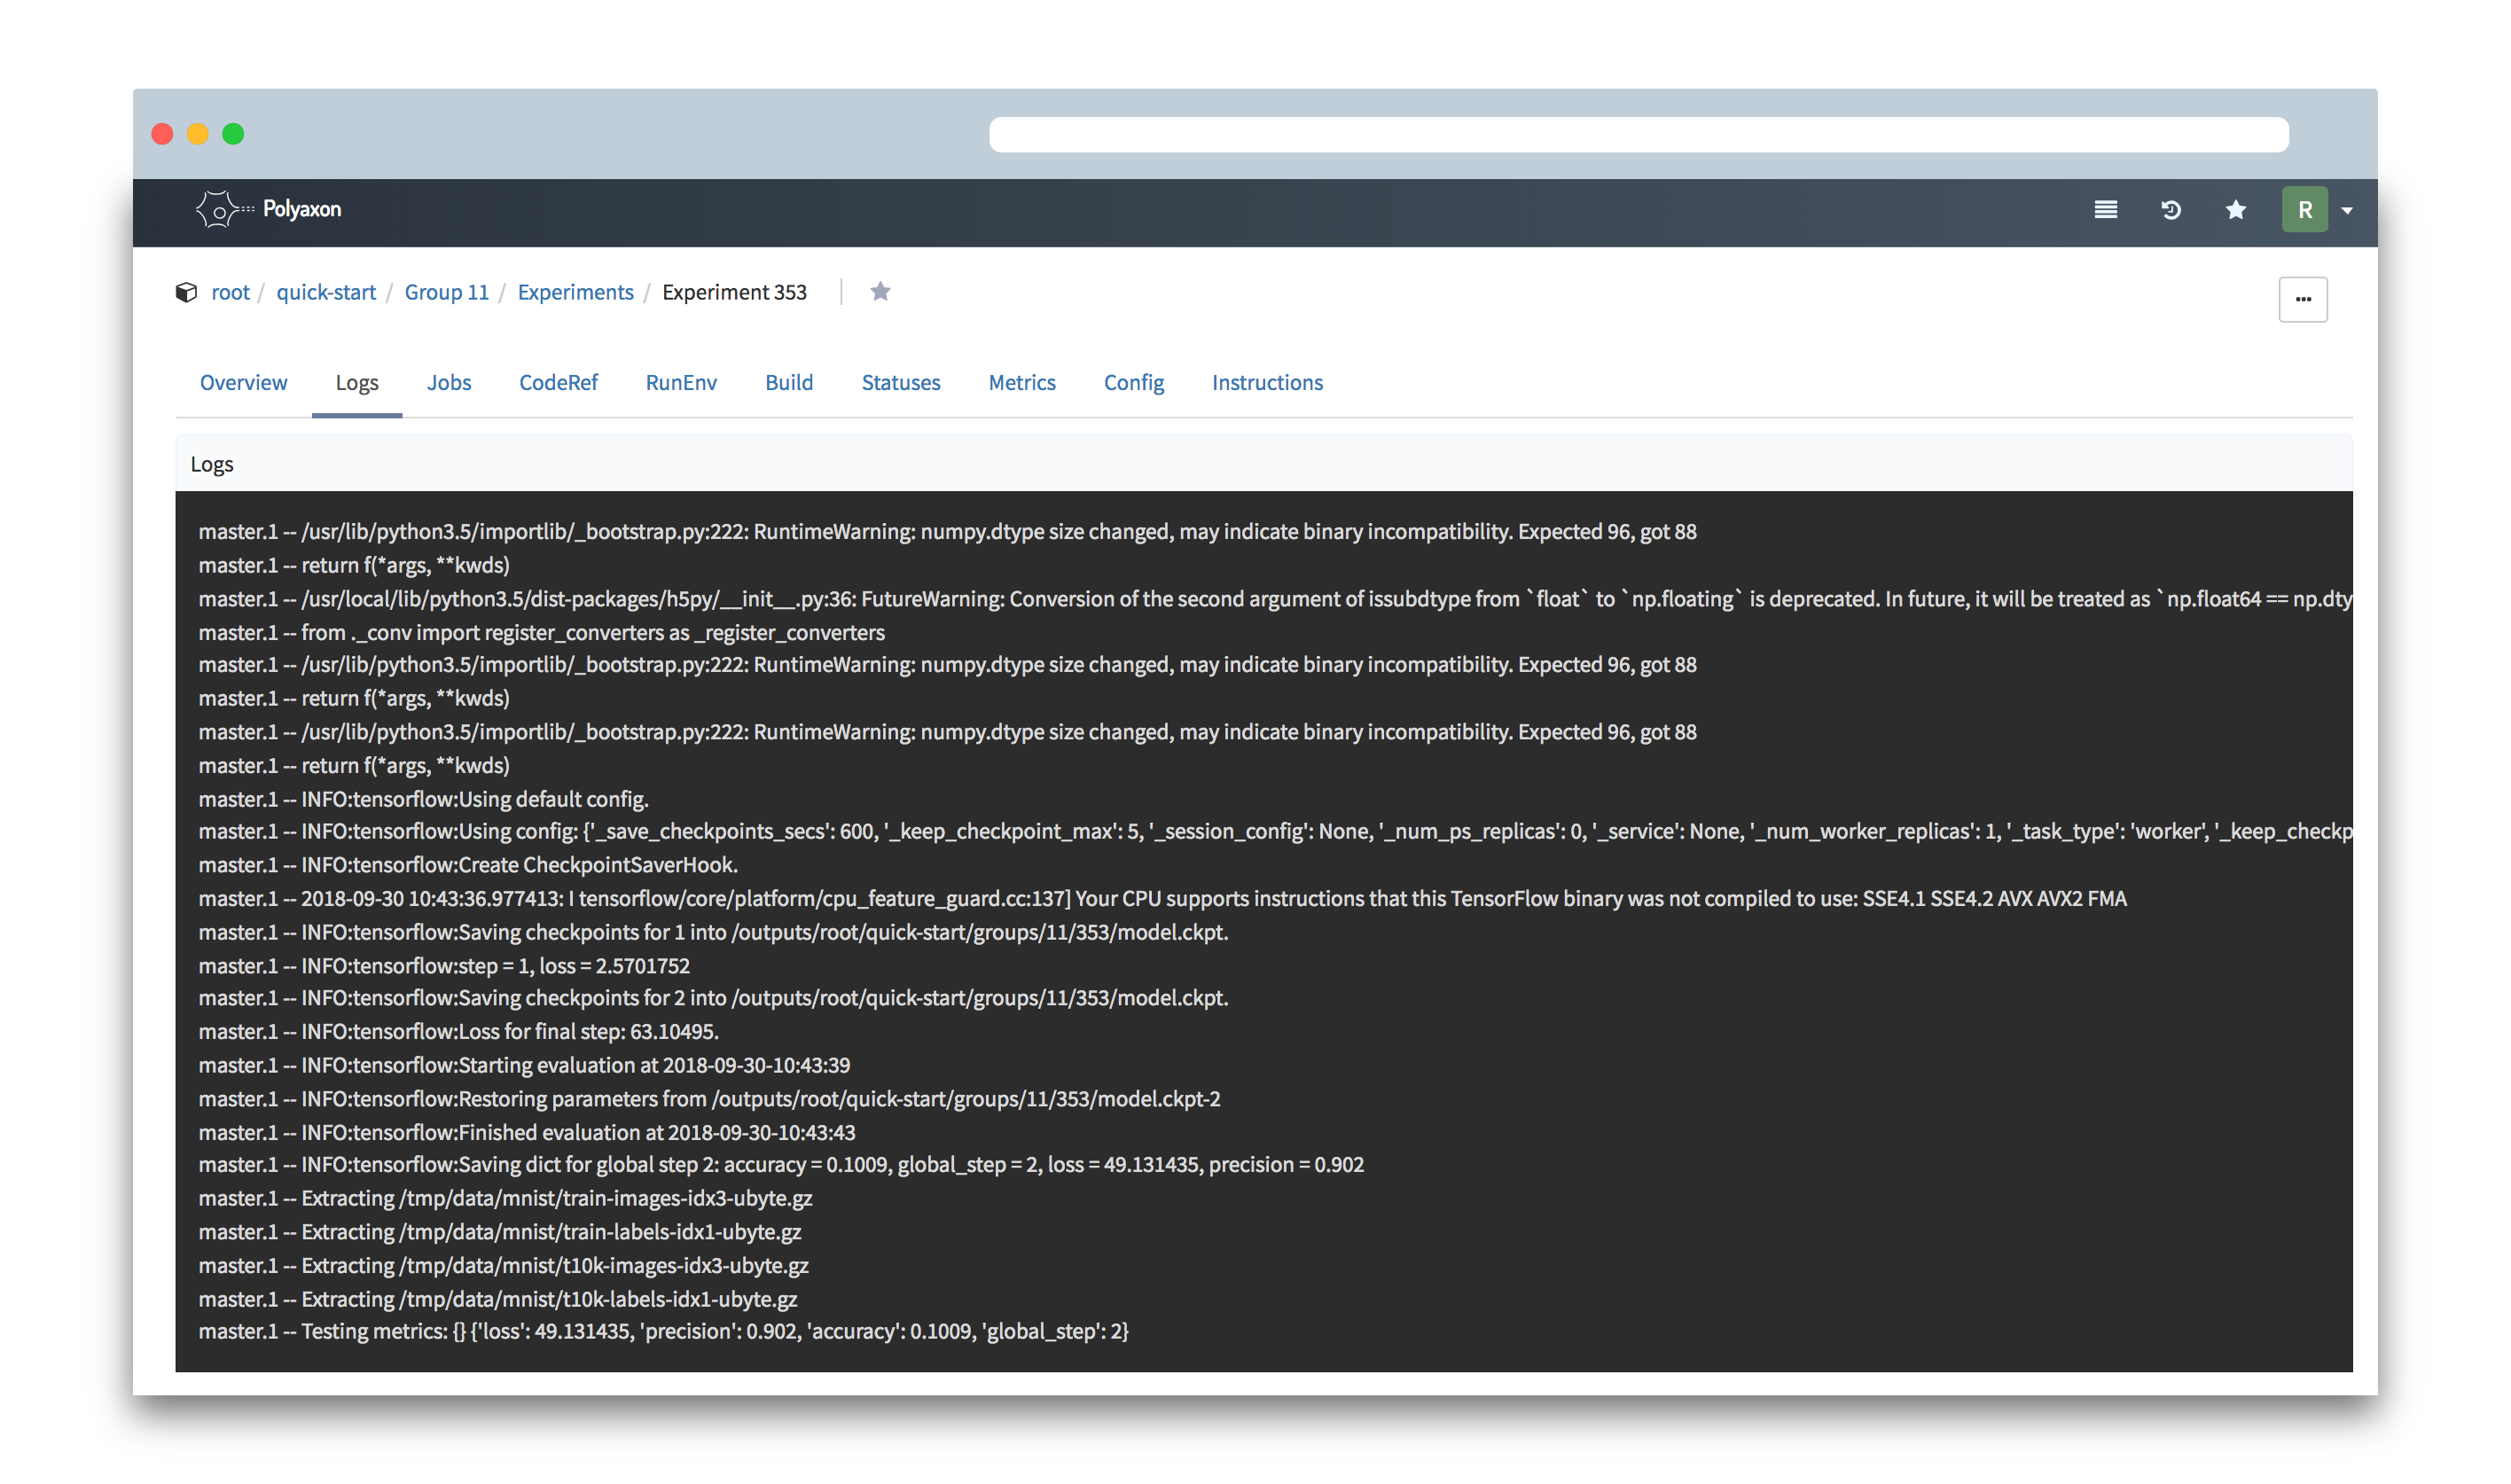 Polyaxon
R
root / quick-start / Group 11 / Experiments / Experiment 353
Overview Logs Jobs CodeRef RunEnv Build Statuses Metrics Config Instructions
Logs
master.1 -- /usr/lib/python3.5/importlib/_bootstrap.py:222: RuntimeWarning: numpy.dtype size changed, may indicate binary incompatibility. Expected 96, got 88
master.1 -- return f(*args, **kwds)
master.1 -- /usr/local/lib/python3.5/dist-packages/h5py/__init__.py:36: FutureWarning: Conversion of the second argument of issubdtype from `float` to `np.floating` is deprecated. In future, it will be treated as `np.float64 == np.dty
master.1 -- from ._conv import register_converters as _register_converters
master.1 -- /usr/lib/python3.5/importlib/_bootstrap.py:222: RuntimeWarning: numpy.dtype size changed, may indicate binary incompatibility. Expected 96, got 88
master.1 -- return f(*args, **kwds)
master.1 -- /usr/lib/python3.5/importlib/_bootstrap.py:222: RuntimeWarning: numpy.dtype size changed, may indicate binary incompatibility. Expected 96, got 88
master.1 -- return f(*args, **kwds)
master.1 -- INFO:tensorflow:Using default config.
master.1 -- INFO:tensorflow:Using config: {'_save_checkpoints_secs': 600, '_keep_checkpoint_max': 5, '_session_config': None, '_num_ps_replicas': 0, '_service': None, '_num_worker_replicas': 1, '_task_type': 'worker', '_keep_checkp
master.1 -- INFO:tensorflow:Create CheckpointSaverHook.
master.1 -- 2018-09-30 10:43:36.977413: I tensorflow/core/platform/cpu_feature_guard.cc:137] Your CPU supports instructions that this TensorFlow binary was not compiled to use: SSE4.1 SSE4.2 AVX AVX2 FMA
master.1 -- INFO:tensorflow:Saving checkpoints for 1 into /outputs/root/quick-start/groups/11/353/model.ckpt.
master.1 -- INFO:tensorflow:step = 1, loss = 2.5701752
master.1 -- INFO:tensorflow:Saving checkpoints for 2 into /outputs/root/quick-start/groups/11/353/model.ckpt.
master.1 -- INFO:tensorflow:Loss for final step: 63.10495.
master.1 -- INFO:tensorflow:Starting evaluation at 2018-09-30-10:43:39
master.1 -- INFO:tensorflow:Restoring parameters from /outputs/root/quick-start/groups/11/353/model.ckpt-2
master.1 -- INFO:tensorflow:Finished evaluation at 2018-09-30-10:43:43
master.1 -- INFO:tensorflow:Saving dict for global step 2: accuracy = 0.1009, global_step = 2, loss = 49.131435, precision = 0.902
master.1 -- Extracting /tmp/data/mnist/train-images-idx3-ubyte.gz
master.1 -- Extracting /tmp/data/mnist/train-labels-idx1-ubyte.gz
master.1 -- Extracting /tmp/data/mnist/t10k-images-idx3-ubyte.gz
master.1 -- Extracting /tmp/data/mnist/t10k-labels-idx1-ubyte.gz
master.1 -- Testing metrics: {} {'loss': 49.131435, 'precision': 0.902, 'accuracy': 0.1009, 'global_step': 2}